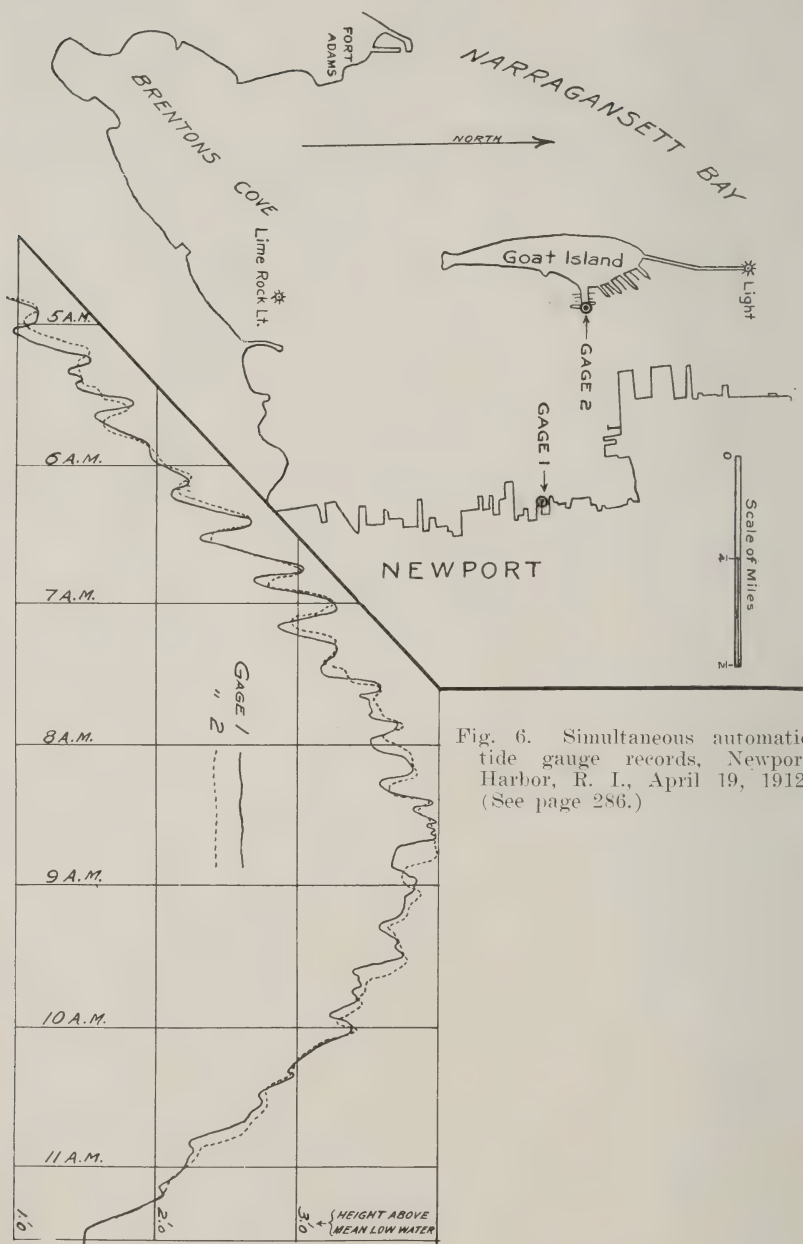 NARRAGANSETT BAY
FORT
ADAMS
BRENTONS COVE
NORTH
Lime Rock Lt.
Goat Island
Light
GAGE 2
GAGE 1
NEWPORT
0
½
1 M
Scale of Miles
5 A.M.
6 A.M.
7 A.M.
8 A.M.
9 A.M.
10 A.M.
11 A.M.
GAGE 1
" 2
1.'0
2.'0
3.'0
HEIGHT ABOVE
MEAN LOW WATER
Fig. 6. Simultaneous automatic
tide gauge records, Newpor
Harbor, R. I., April 19, 1912
(See page 286.)